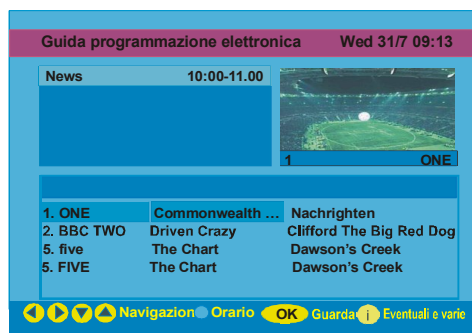 Guida programmazione elettronica Wed 31/7 09:13
News 10:00-11.00
1 ONE
1. ONE Commonwealth ... Nachrighten
2. BBC TWO Driven Crazy Clifford The Big Red Dog
5. five The Chart Dawson's Creek
5. FIVE The Chart Dawson's Creek
Navigazion Orario OK Guarda i Eventuali e varie